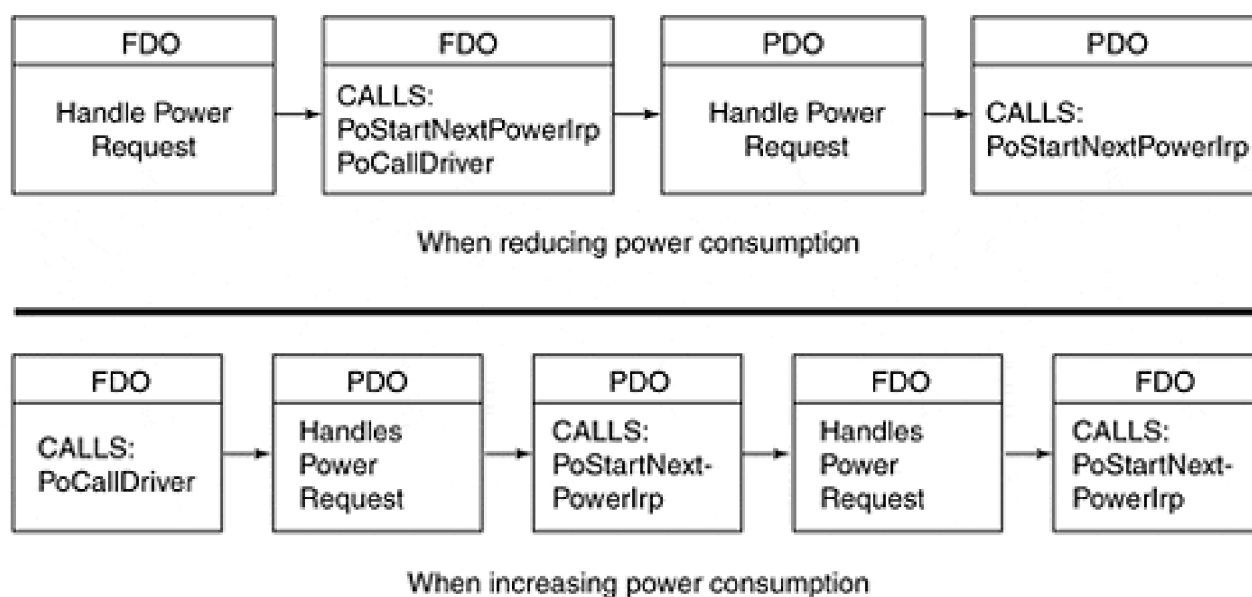 FDO
Handle Power
Request
FDO
CALLS:
PoStartNextPowerIrp
PoCallDriver
PDO
Handle Power
Request
PDO
CALLS:
PoStartNextPowerIrp
When reducing power consumption
FDO
CALLS:
PoCallDriver
PDO
Handles
Power
Request
PDO
CALLS:
PoStartNext-
PowerIrp
FDO
Handles
Power
Request
FDO
CALLS:
PoStartNext-
PowerIrp
When increasing power consumption